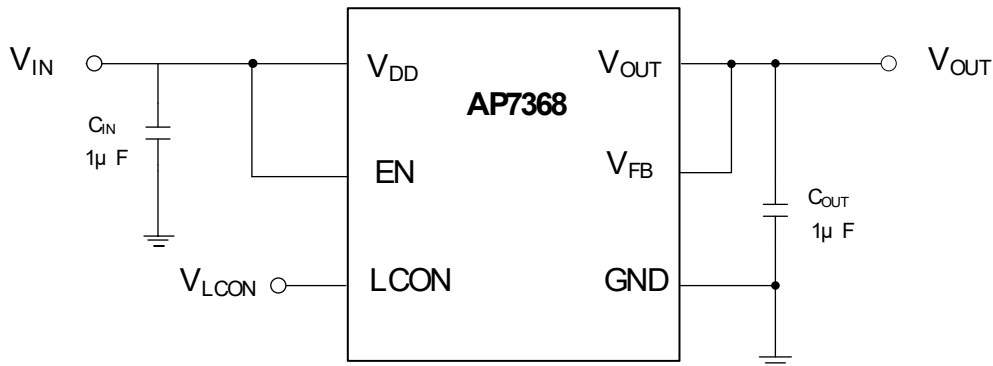 VIN
VDD
VOUT
VOUT
AP7368
CIN
1µ F
EN
VFB
COUT
1µ F
VLCON
LCON
GND